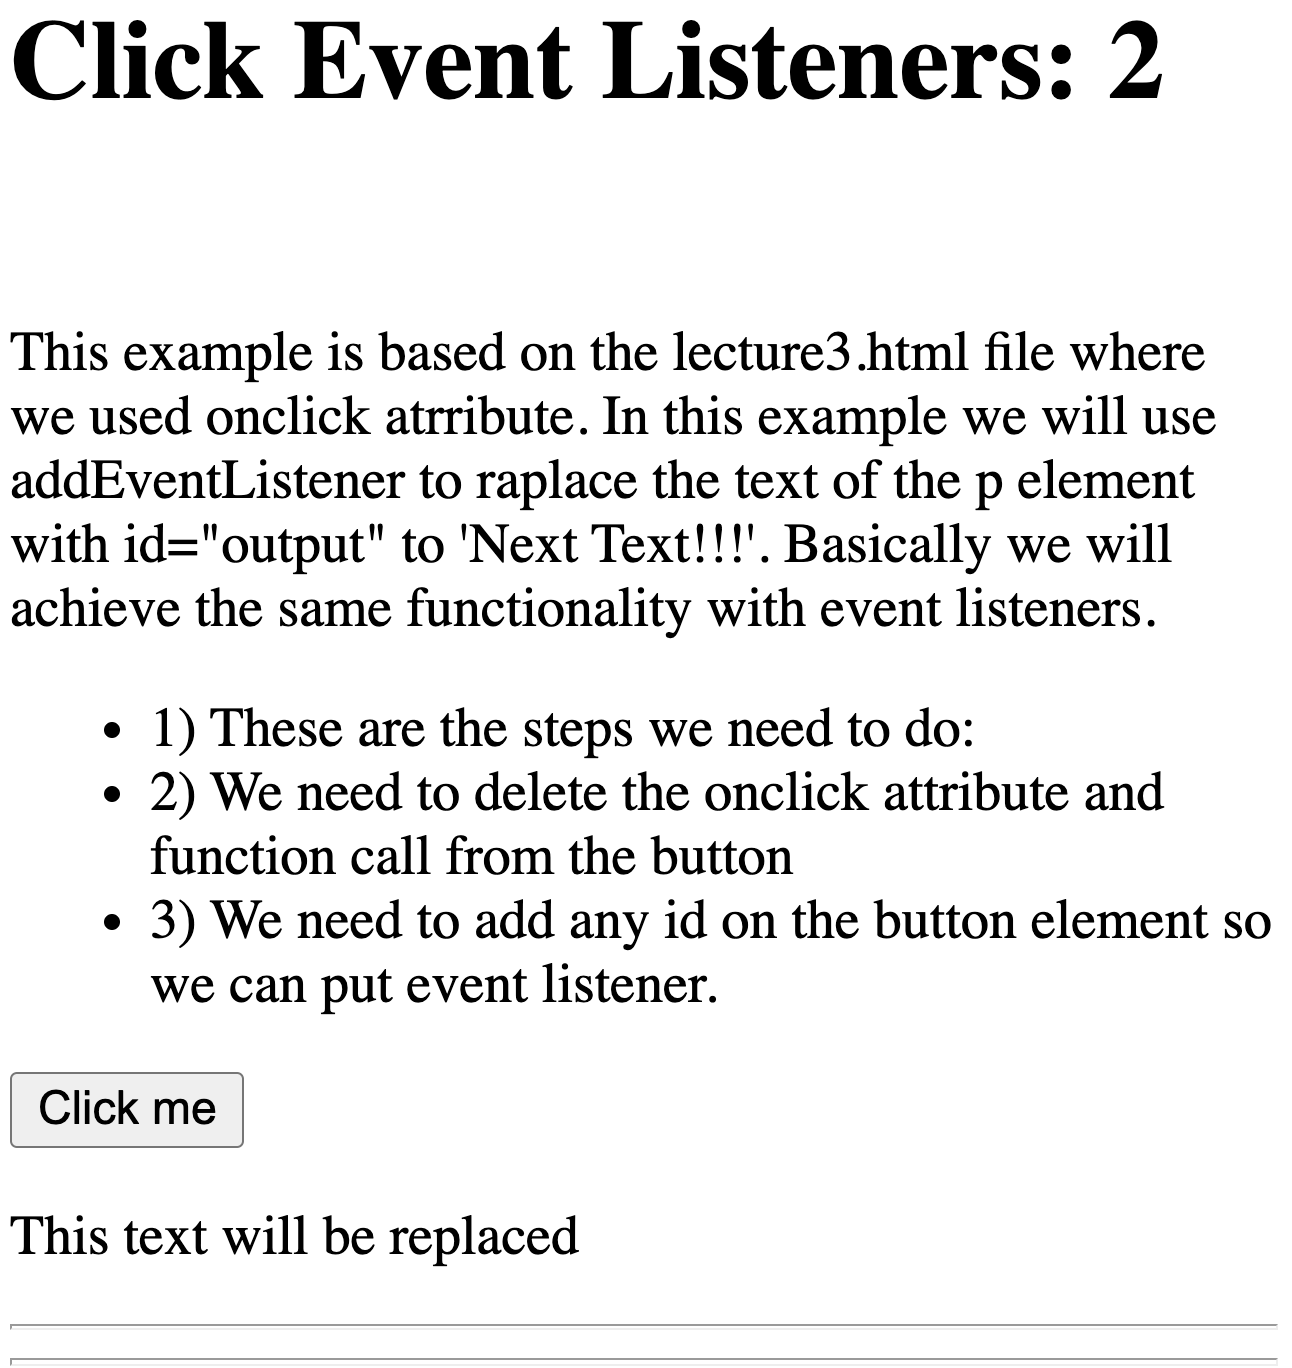 Click Event Listeners: 2
This example is based on the lecture3.html file where
we used onclick atrribute. In this example we will use
addEventListener to raplace the text of the p element
with id="output" to 'Next Text!!!'. Basically we will
achieve the same functionality with event listeners.
• 1) These are the steps we need to do:
• 2) We need to delete the onclick attribute and
function call from the button
• 3) We need to add any id on the button element so
we can put event listener.
Click me
This text will be replaced